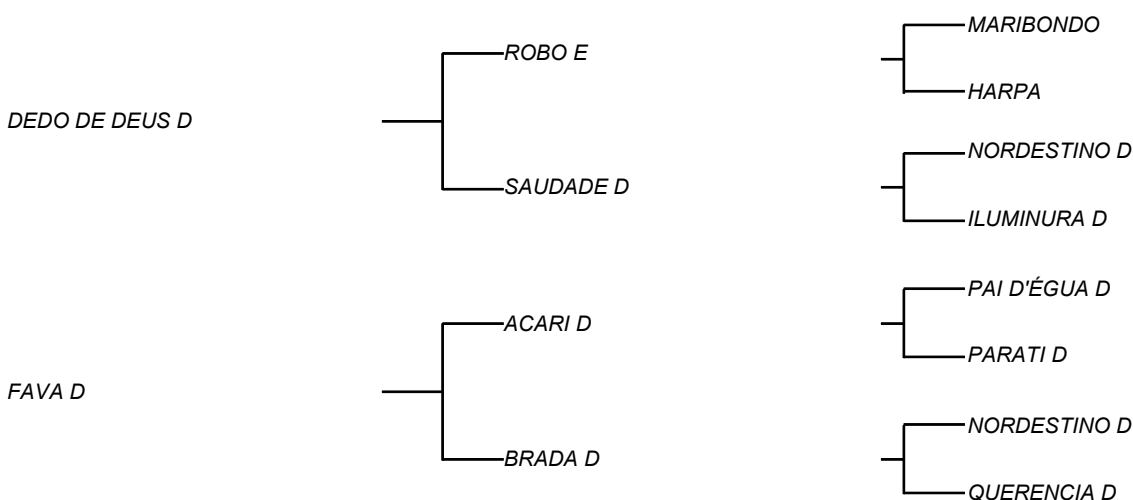 MARIBONDO
ROBO E
HARPA
DEDO DE DEUS D
NORDESTINO D
SAUDADE D
ILUMINURA D
PAI D'ÉGUA D
ACARI D
PARATI D
FAVA D
NORDESTINO D
BRADA D
QUERENCIA D